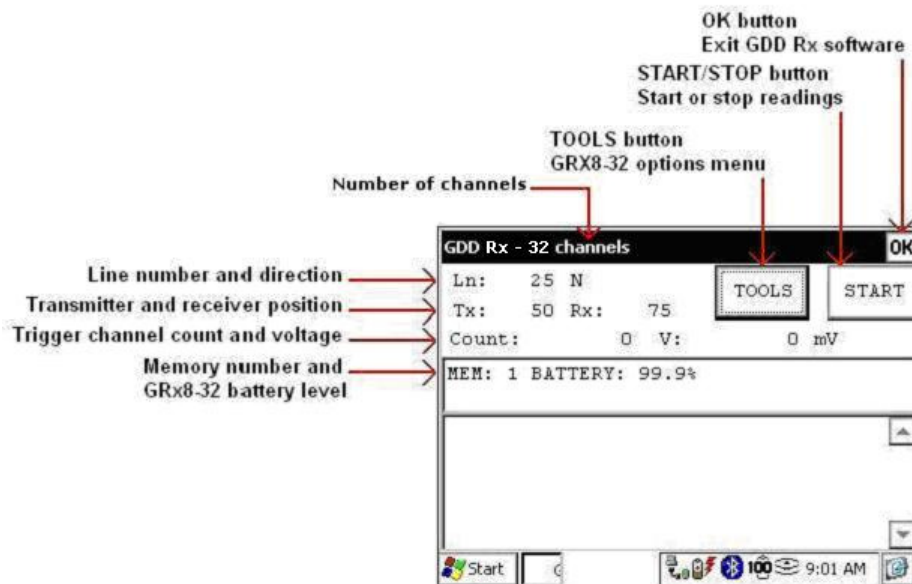 OK button
Exit GDD Rx software
START/STOP button
Start or stop readings
TOOLS button
GRX8-32 options menu
Number of channels
GDD Rx - 32 channels OK
Line number and direction
Ln: 25 N
TOOLS START
Transmitter and receiver position
Tx: 50 Rx: 75
Trigger channel count and voltage
Count: 0 V: 0 mV
Memory number and
GRx8-32 battery level
MEM: 1 BATTERY: 99.9%
Start 100 9:01 AM